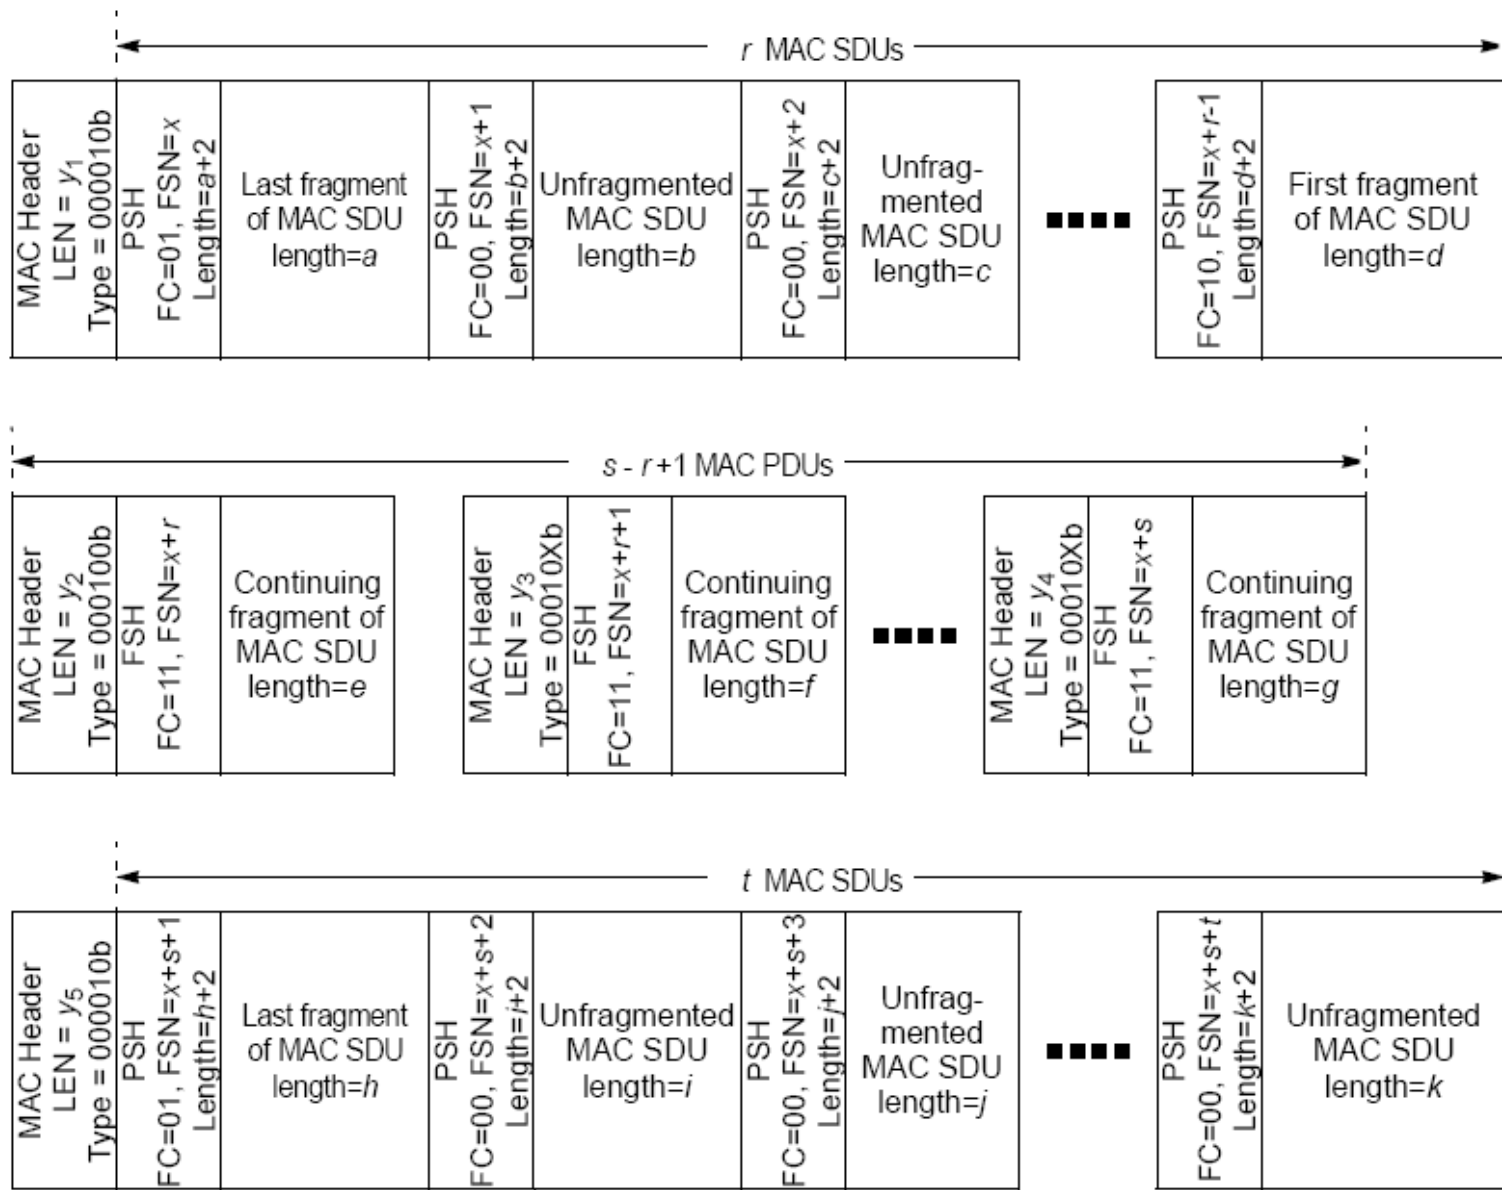 r MAC SDUs
MAC Header
LEN = y1
Type = 000010b
PSH
FC=01, FSN=x
Length=a+2
Last fragment
of MAC SDU
length=a
PSH
FC=00, FSN=x+1
Length=b+2
Unfragmented
MAC SDU
length=b
PSH
FC=00, FSN=x+2
Length=c+2
Unfrag-
mented
MAC SDU
length=c
PSH
FC=10, FSN=x+r-1
Length=d+2
First fragment
of MAC SDU
length=d
s - r+1 MAC PDUs
MAC Header
LEN = y2
Type = 000100b
FSH
FC=11, FSN=x+r
Continuing
fragment of
MAC SDU
length=e
MAC Header
LEN = y3
Type = 00010Xb
FSH
FC=11, FSN=x+r+1
Continuing
fragment of
MAC SDU
length=f
MAC Header
LEN = y4
Type = 00010Xb
FSH
FC=11, FSN=x+s
Continuing
fragment of
MAC SDU
length=g
t MAC SDUs
MAC Header
LEN = y5
Type = 000010b
PSH
FC=01, FSN=x+s+1
Length=h+2
Last fragment
of MAC SDU
length=h
PSH
FC=00, FSN=x+s+2
Length=i+2
Unfragmented
MAC SDU
length=i
PSH
FC=00, FSN=x+s+3
Length=j+2
Unfrag-
mented
MAC SDU
length=j
PSH
FC=00, FSN=x+s+t
Length=k+2
Unfragmented
MAC SDU
length=k